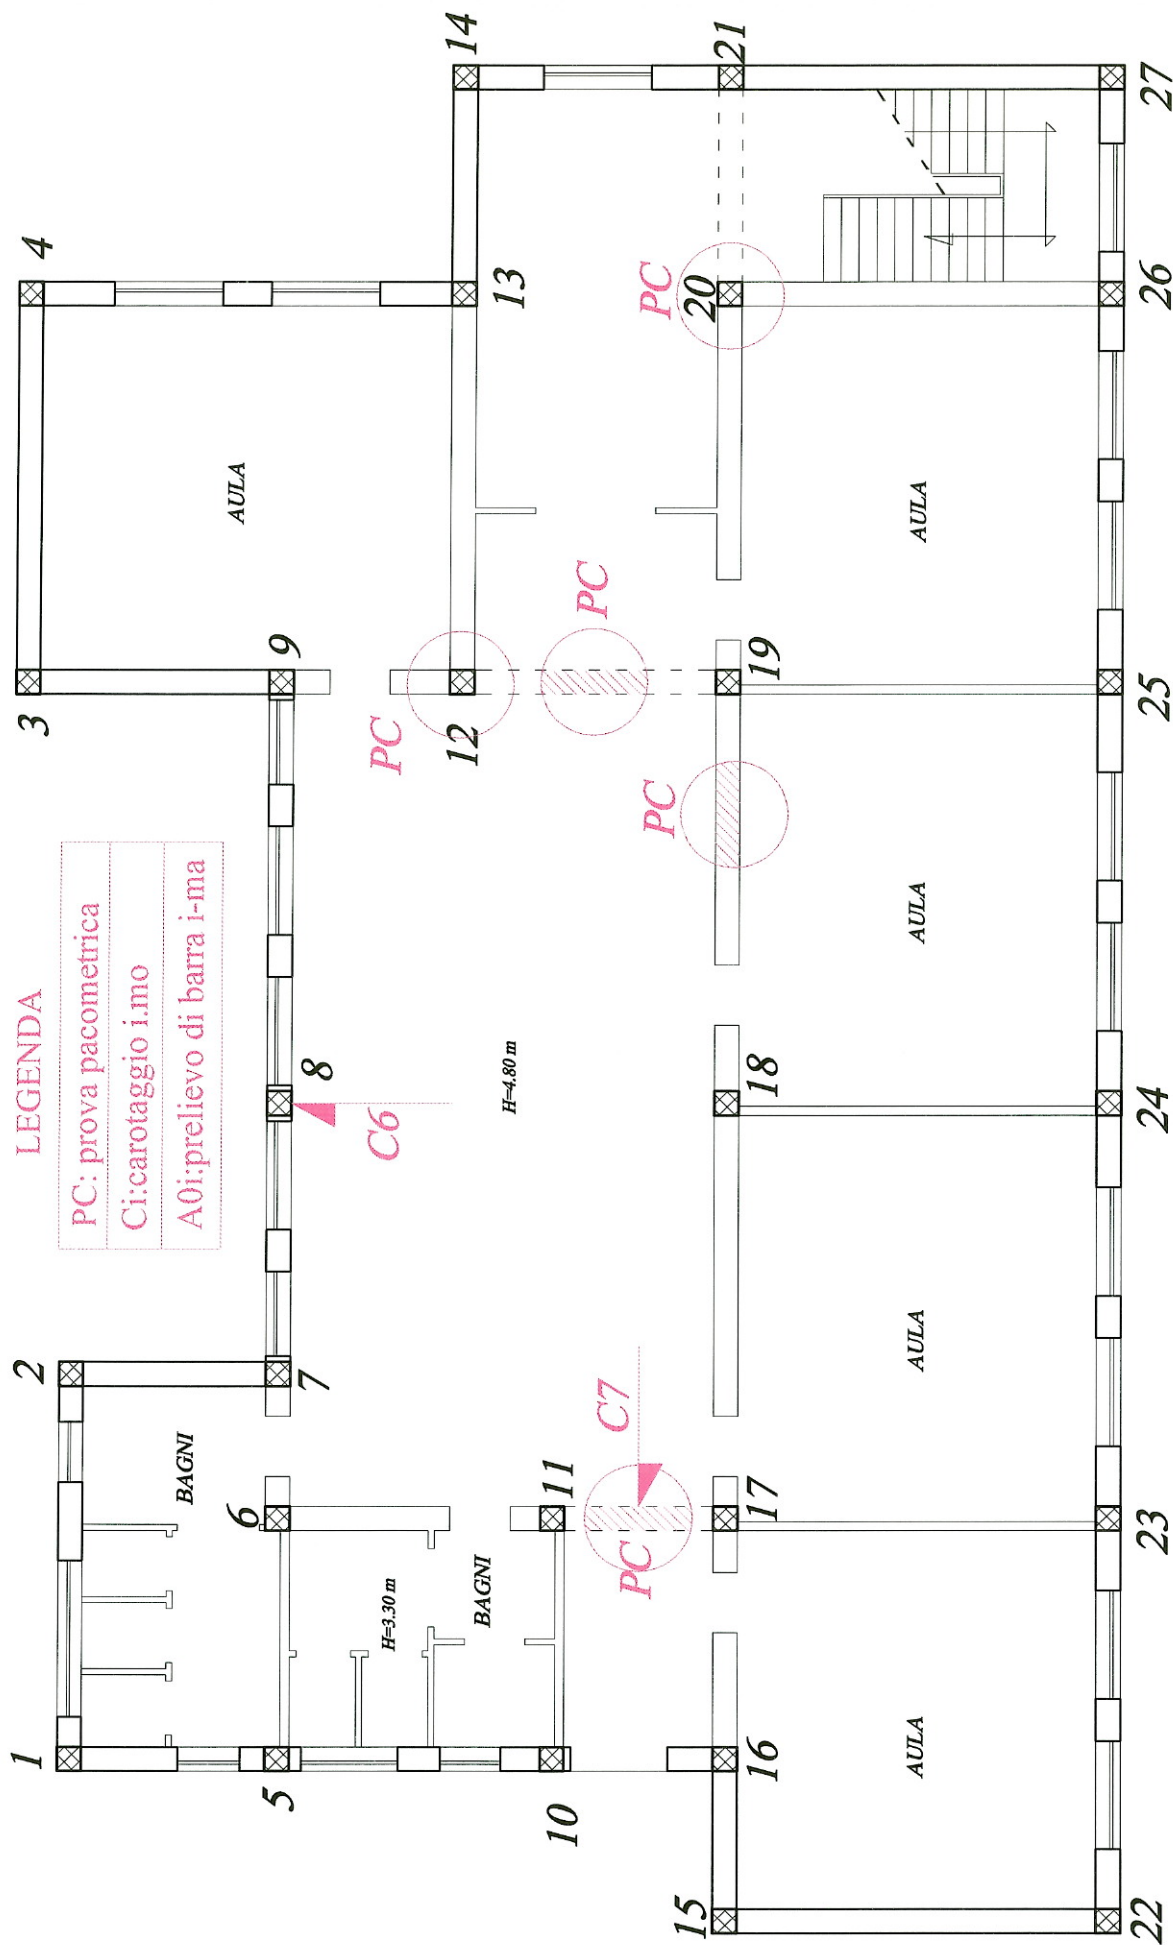 1
2
3
4
LEGENDA
PC: prova pacometrica
Ci:carotaggio i.mo
A0i:prelievo di barra i-ma
BAGNI
AULA
5
6
7
8
9
H=3.30 m
C6
PC
BAGNI
12
13
14
H=4.80 m
10
11
PC
C7
PC
PC
PC
15
16
17
18
19
20
21
AULA
AULA
AULA
AULA
22
23
24
25
26
27